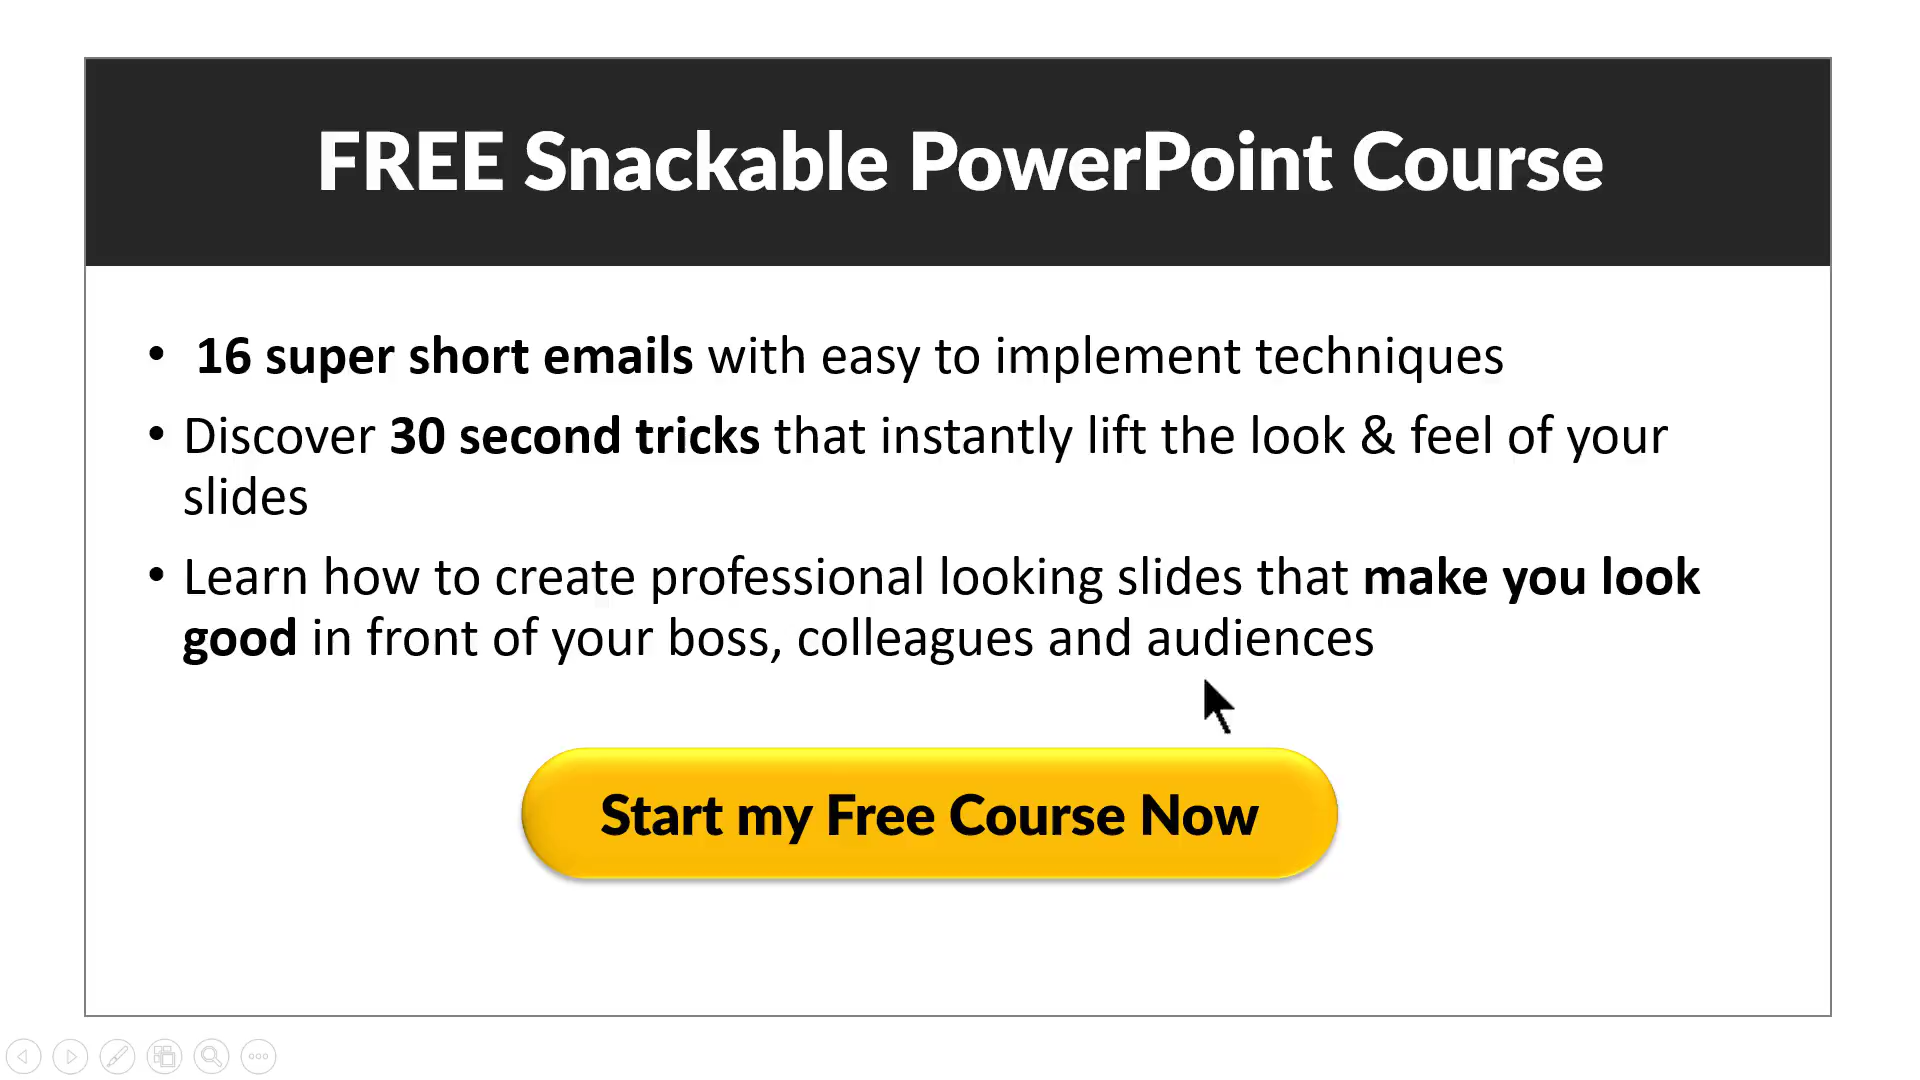 FREE Snackable PowerPoint Course
• 16 super short emails with easy to implement techniques
• Discover 30 second tricks that instantly lift the look & feel of your
slides
• Learn how to create professional looking slides that make you look
good in front of your boss, colleagues and audiences
Start my Free Course Now